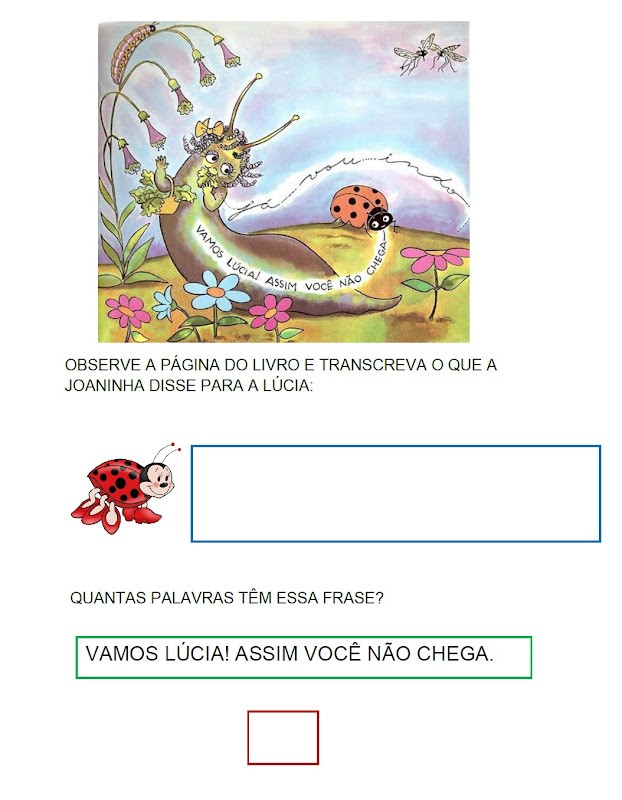 já vou indo
VAMOS LÚCIA! ASSIM VOCÊ NÃO CHEGA
OBSERVE A PÁGINA DO LIVRO E TRANSCREVA O QUE A
JOANINHA DISSE PARA A LÚCIA:
QUANTAS PALAVRAS TÊM ESSA FRASE?
VAMOS LÚCIA! ASSIM VOCÊ NÃO CHEGA.